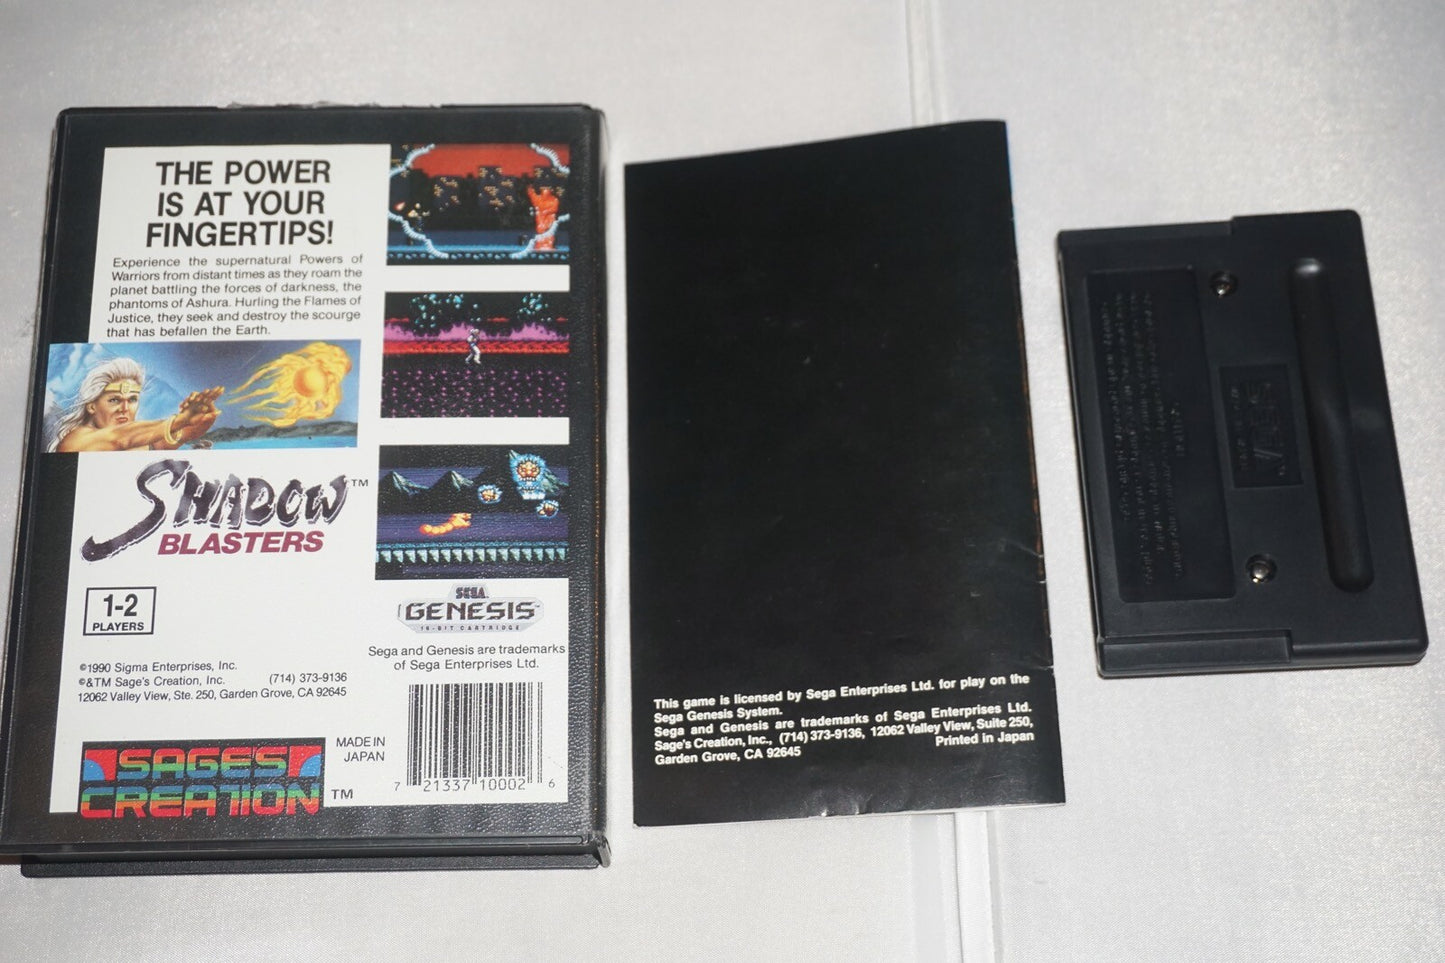 THE POWER
IS AT YOUR
FINGERTIPS!
Experience the supernatural Powers of
Warriors from distant times as they roam the
planet battling the forces of darkness, the
phantoms of Ashura. Hurling the Flames of
Justice, they seek and destroy the scourge
that has befallen the Earth.
SHADOW™
BLASTERS
1-2
PLAYERS
SEGA
GENESIS
16-BIT CARTRIDGE
Sega and Genesis are trademarks
of Sega Enterprises Ltd.
©1990 Sigma Enterprises, Inc.
©&TM Sage's Creation, Inc. (714) 373-9136
12062 Valley View, Ste. 250, Garden Grove, CA 92645
SAGES
CREATION ™
MADE IN
JAPAN
7 21337 10002 6
This game is licensed by Sega Enterprises Ltd. for play on the
Sega Genesis System.
Sega and Genesis are trademarks of Sega Enterprises Ltd.
Sage's Creation, Inc., (714) 373-9136, 12062 Valley View, Suite 250,
Garden Grove, CA 92645 Printed in Japan
SEGA